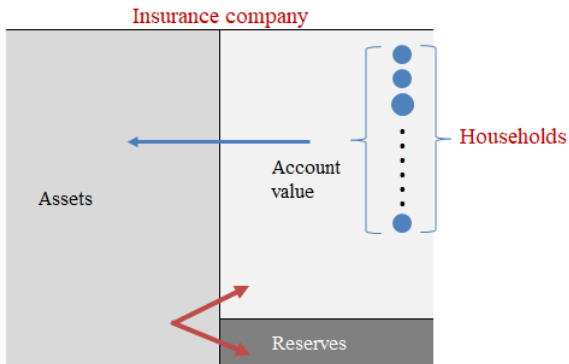 Insurance company
Households
Account
value
Assets
Reserves